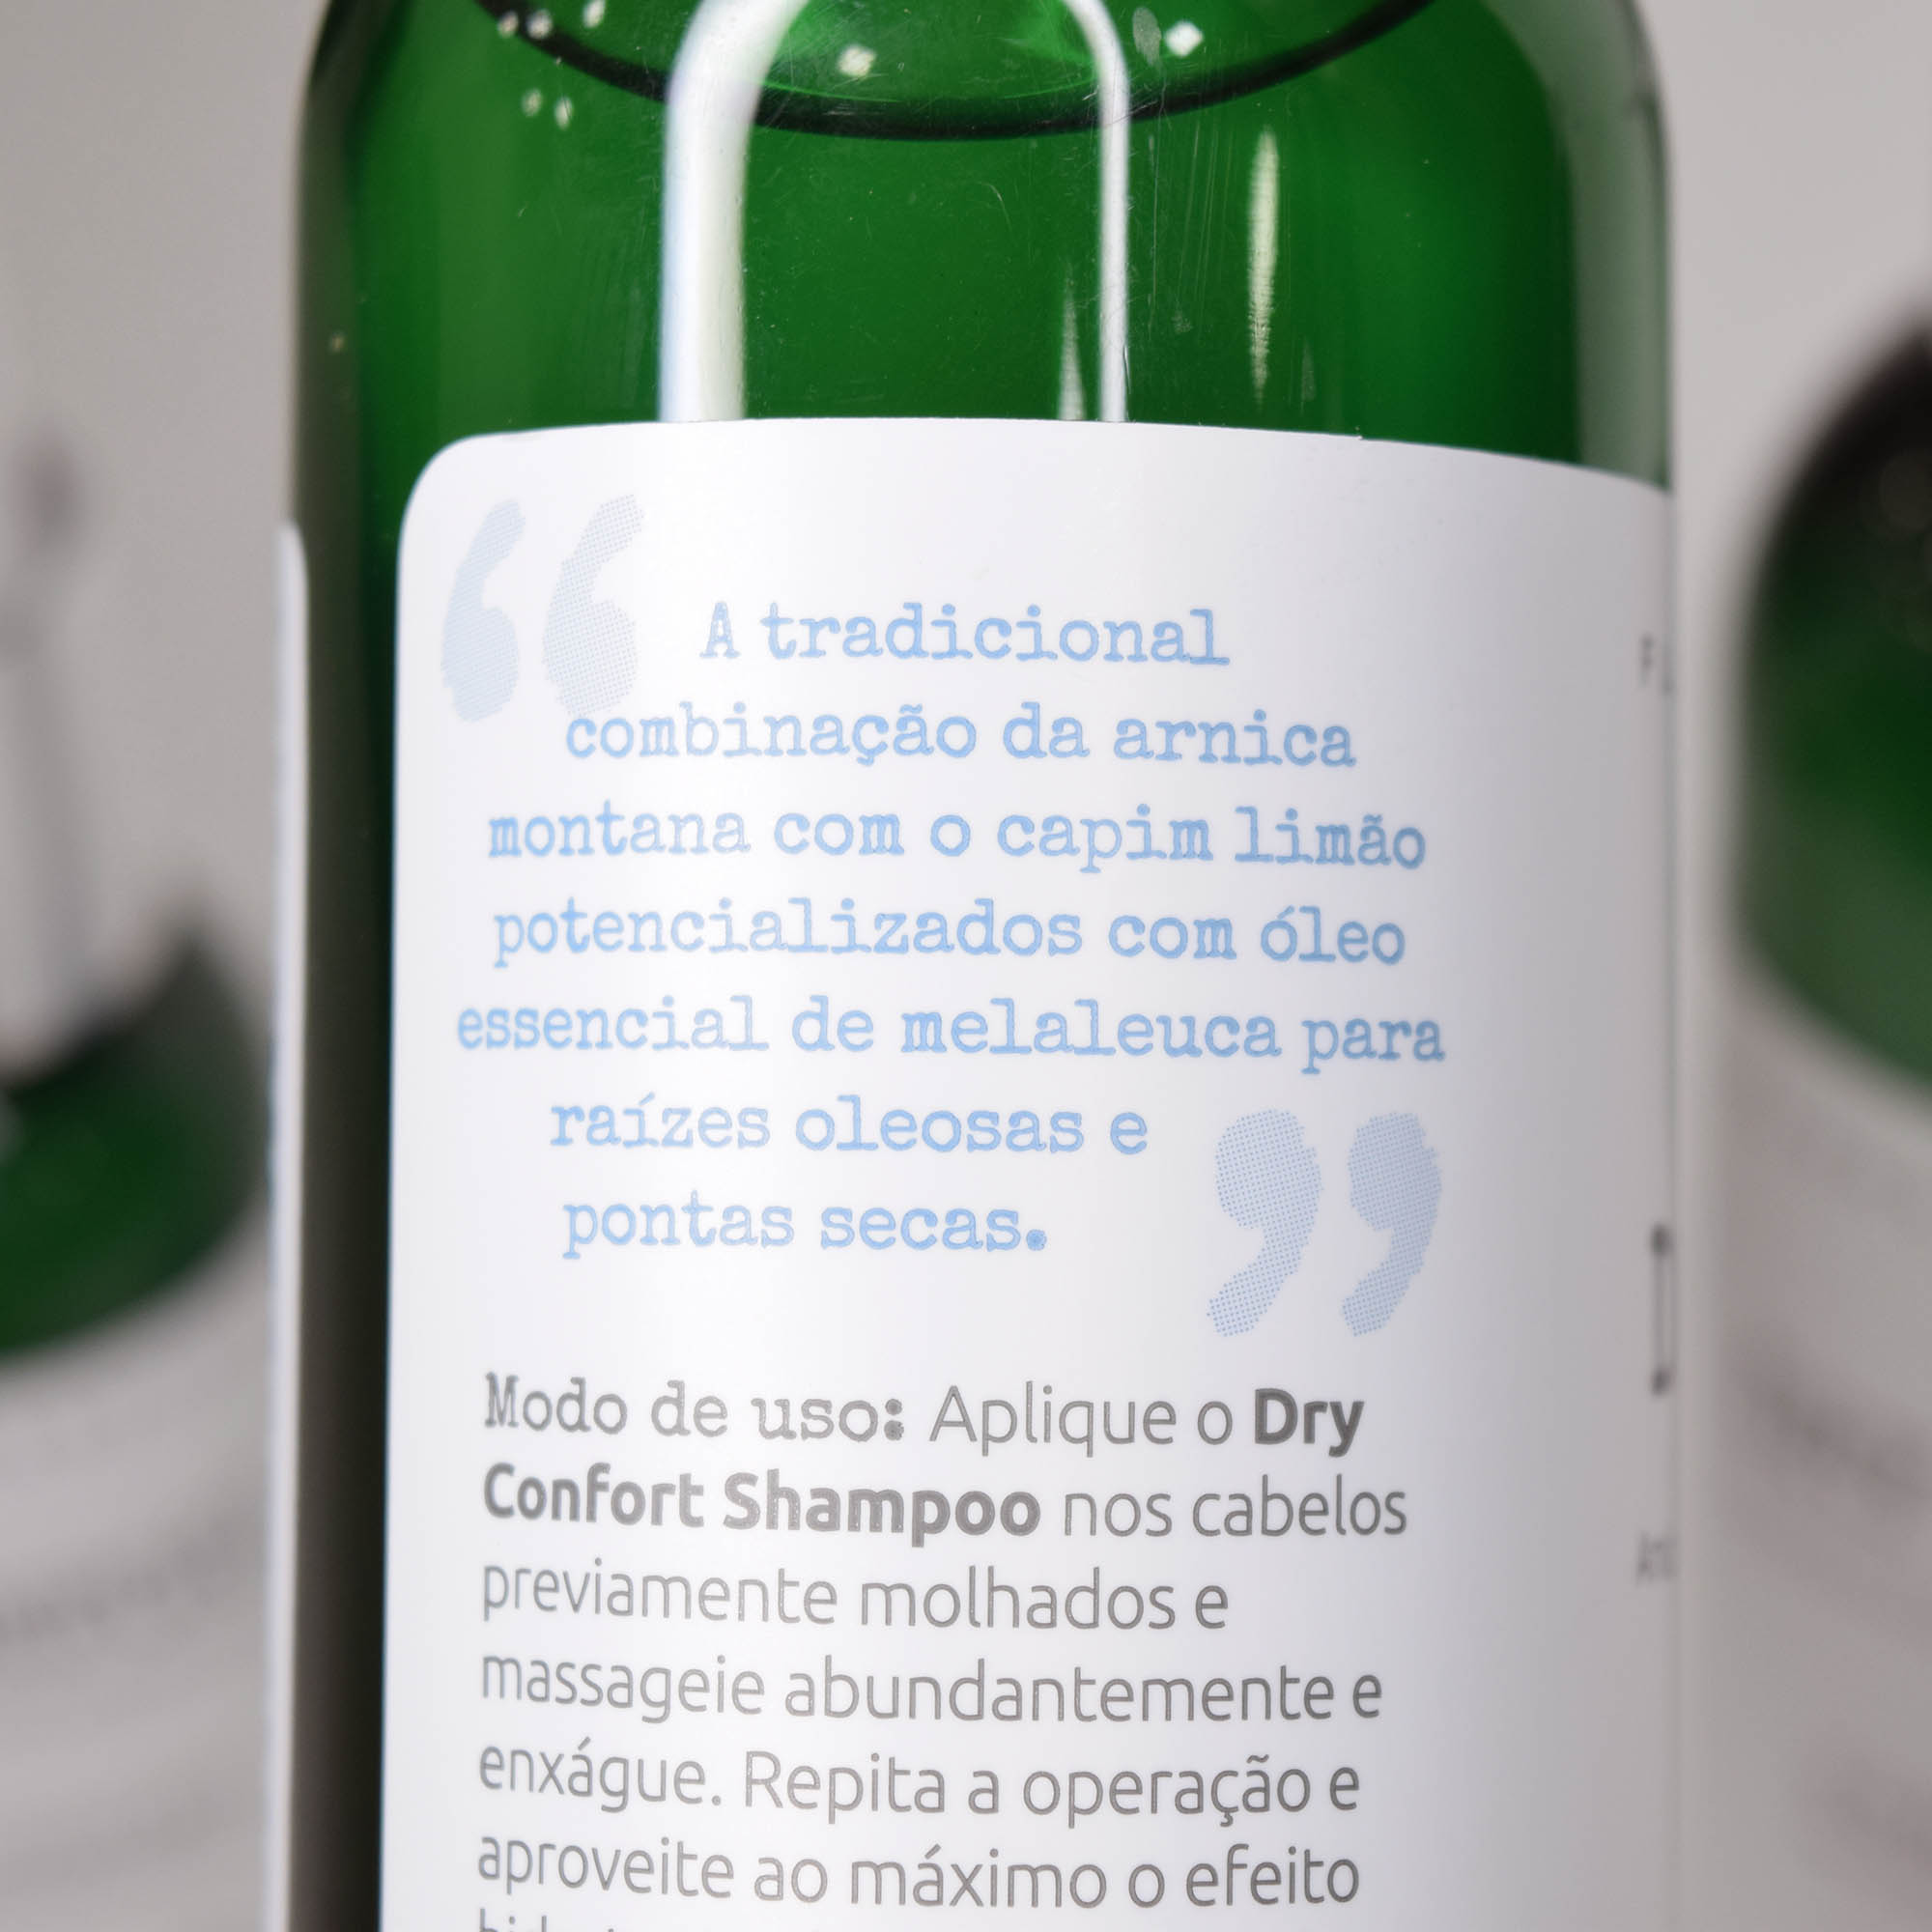 A tradicional
combinação da arnica
montana com o capim limão
potencializados com óleo
essencial de melaleuca para
raízes oleosas e
pontas secas.
Modo de uso: Aplique o Dry
Confort Shampoo nos cabelos
previamente molhados e
massageie abundantemente e
enxágue. Repita a operação e
aproveite ao máximo o efeito